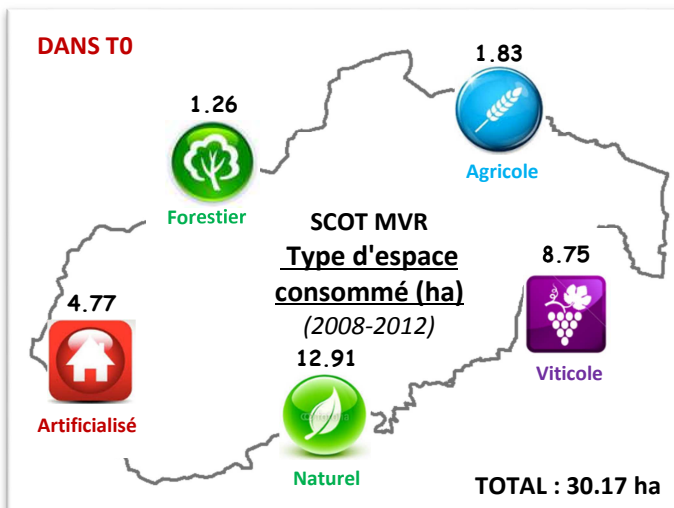 DANS T0
1.83
1.26
Agricole
Forestier
SCOT MVR
Type d'espace
consommé (ha)
(2008-2012)
8.75
4.77
12.91
Viticole
Artificialisé
Naturel
TOTAL : 30.17 ha